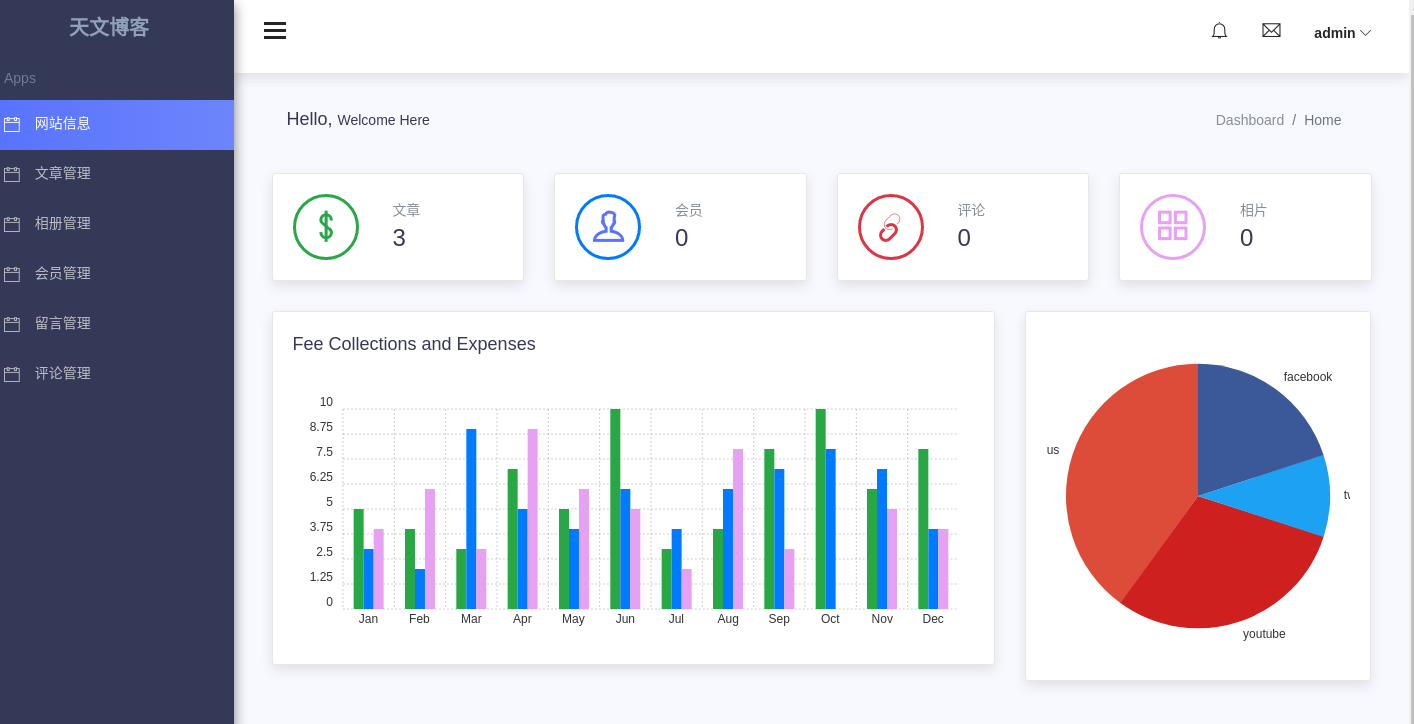 天文博客
Apps
网站信息
文章管理
相册管理
会员管理
留言管理
评论管理
admin
Hello, Welcome Here
Dashboard / Home
文章
3
会员
0
评论
0
相片
0
Fee Collections and Expenses
10
8.75
7.5
6.25
5
3.75
2.5
1.25
0
Jan Feb Mar Apr May Jun Jul Aug Sep Oct Nov Dec
facebook
us
youtube